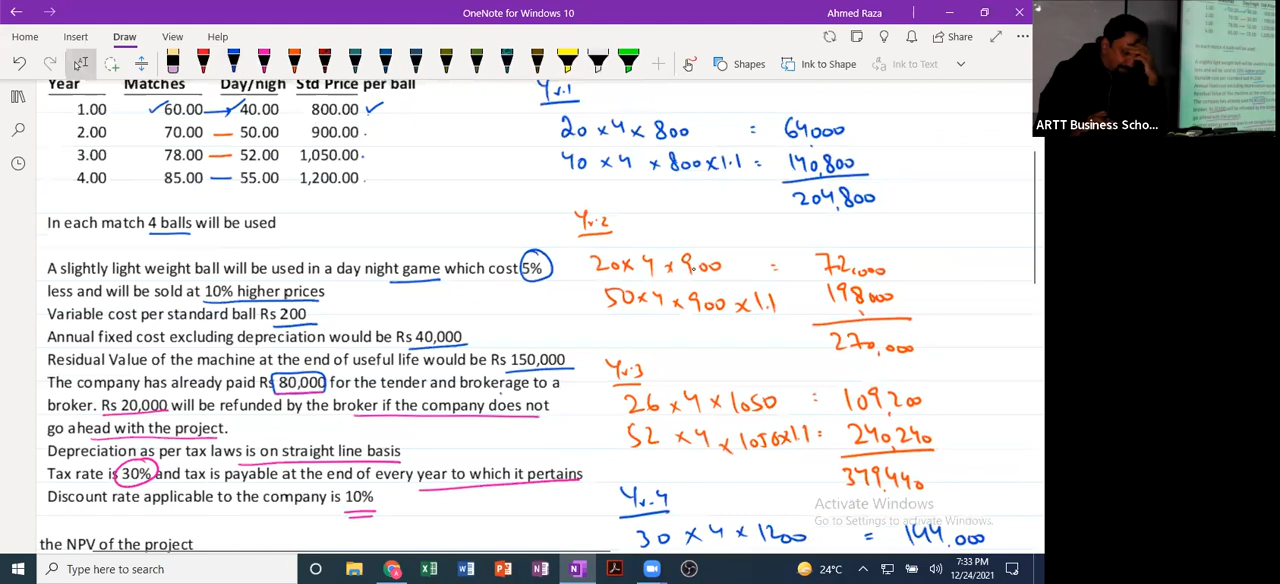 OneNote for Windows 10
Ahmed Raza
Home Insert Draw View Help
Share
Shapes
Ink to Shape
Ink to Text
Year Matches Day/nigh Std Price per ball
1.00 60.00 40.00 800.00
2.00 70.00 50.00 900.00
3.00 78.00 52.00 1,050.00
4.00 85.00 55.00 1,200.00
In each match 4 balls will be used
A slightly light weight ball will be used in a day night game which cost 5%
less and will be sold at 10% higher prices
Variable cost per standard ball Rs 200
Annual fixed cost excluding depreciation would be Rs 40,000
Residual Value of the machine at the end of useful life would be Rs 150,000
The company has already paid Rs 80,000 for the tender and brokerage to a
broker. Rs 20,000 will be refunded by the broker if the company does not
go ahead with the project.
Depreciation as per tax laws is on straight line basis
Tax rate is 30% and tax is payable at the end of every year to which it pertains
Discount rate applicable to the company is 10%
the NPV of the project
Yr.1
20 × 4 × 800 = 64,000
40 × 4 × 800 × 1.1 = 140,800
204,800
Yr.2
20 × 4 × 900 = 72,000
50 × 4 × 900 × 1.1 198,000
270,000
Yr.3
26 × 4 × 1050 = 109,200
52 × 4 × 1050 × 1.1 = 240,240
349,440
Yr.4
30 × 4 × 1200 = 144,000
Activate Windows
Go to Settings to activate Windows.
ARTT Business Scho...
Type here to search
24°C
7:33 PM
12/24/2021